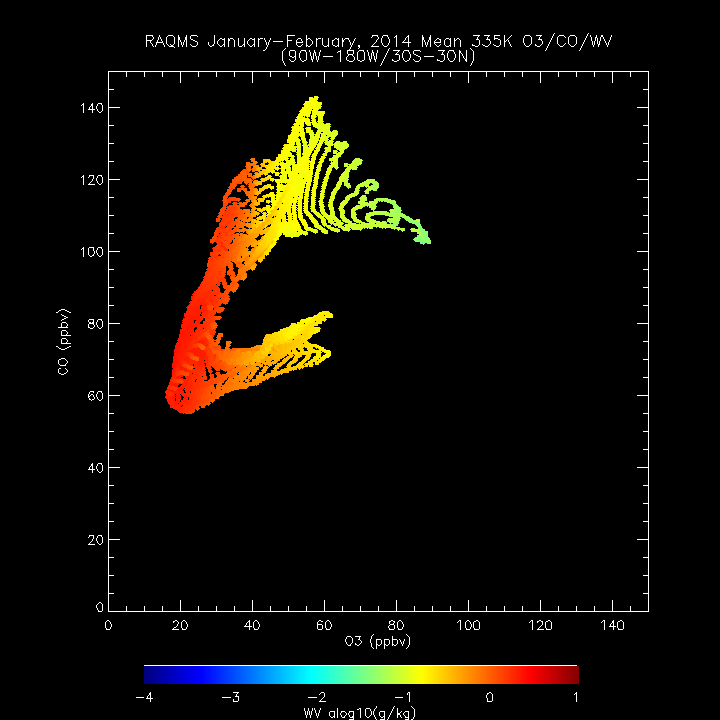 RAQMS January-February, 2014 Mean 335K O3/CO/WV
(90W-180W/30S-30N)
140
120
100
80
60
40
20
0
CO (ppbv)
0 20 40 60 80 100 120 140
O3 (ppbv)
-4 -3 -2 -1 0 1
WV alog10(g/kg)